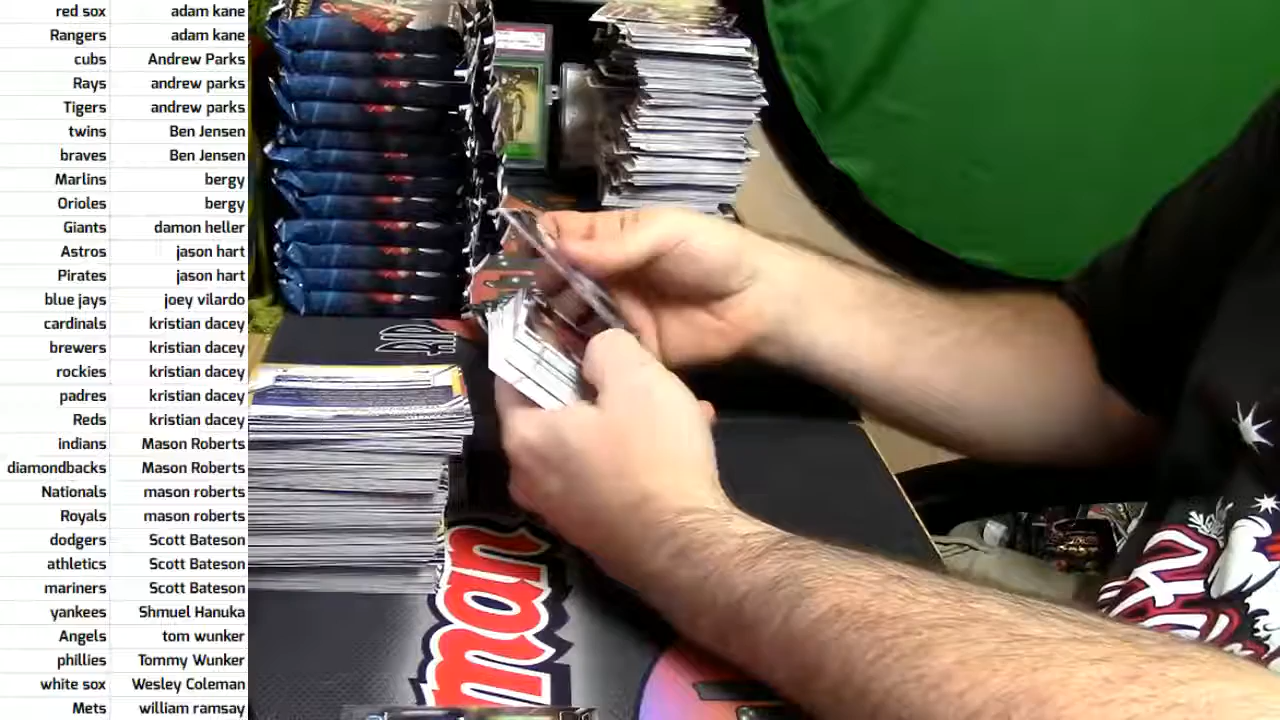 red sox adam kane
Rangers adam kane
cubs Andrew Parks
Rays andrew parks
Tigers andrew parks
twins Ben Jensen
braves Ben Jensen
Marlins bergy
Orioles bergy
Giants damon heller
Astros jason hart
Pirates jason hart
blue jays joey vilardo
cardinals kristian dacey
brewers kristian dacey
rockies kristian dacey
padres kristian dacey
Reds kristian dacey
indians Mason Roberts
diamondbacks Mason Roberts
Nationals mason roberts
Royals mason roberts
dodgers Scott Bateson
athletics Scott Bateson
mariners Scott Bateson
yankees Shmuel Hanuka
Angels tom wunker
phillies Tommy Wunker
white sox Wesley Coleman
Mets william ramsay
RIP
man